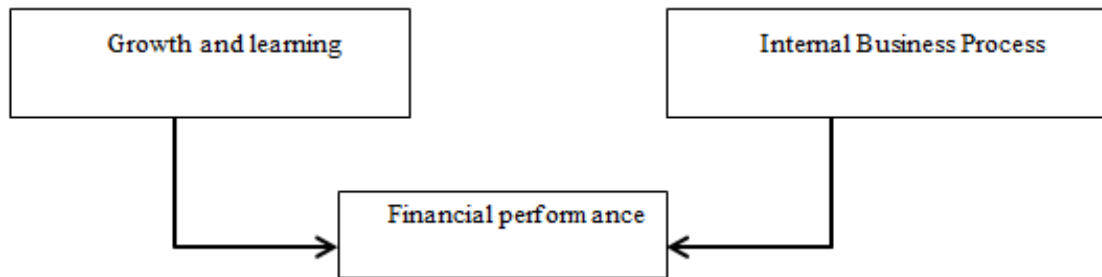 Growth and learning
Internal Business Process
Financial performance